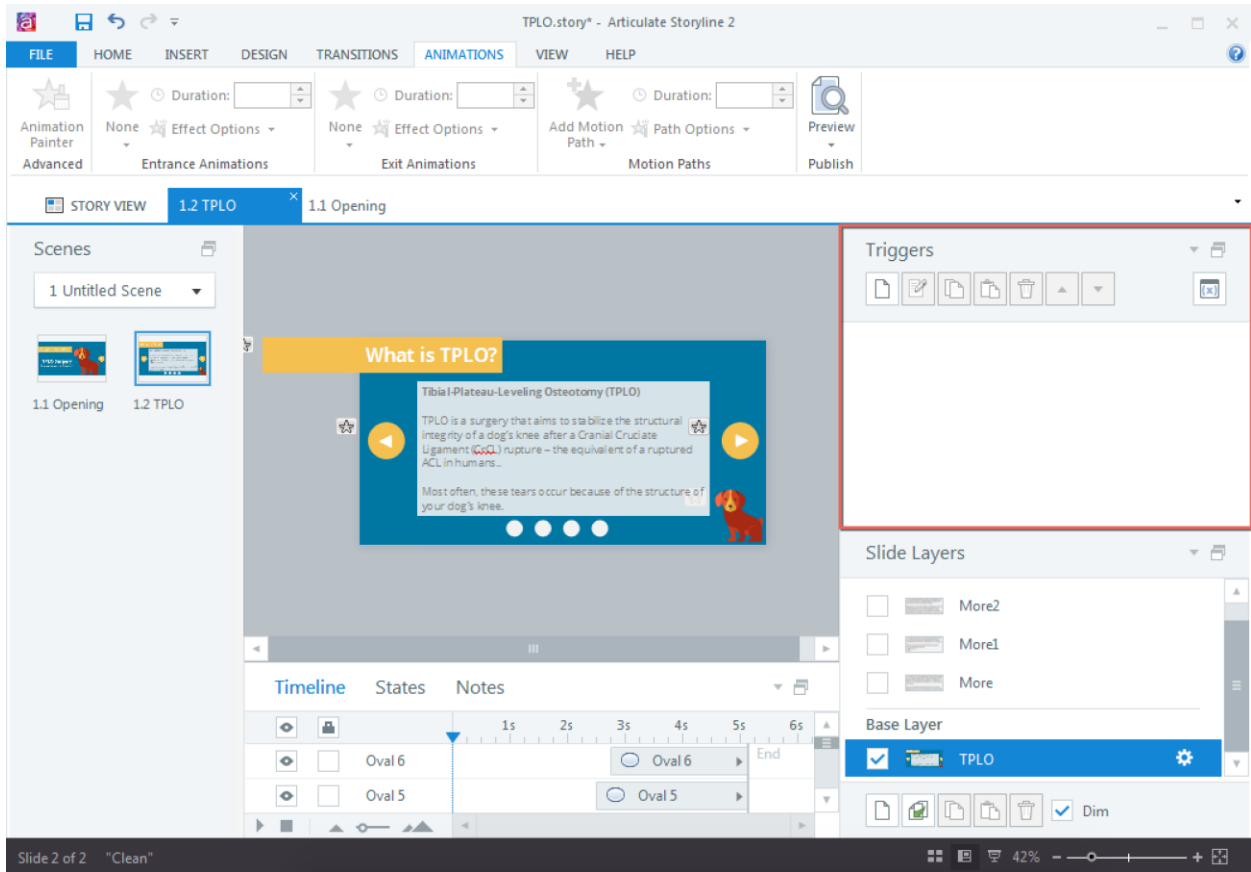 TPLO.story* - Articulate Storyline 2
FILE HOME INSERT DESIGN TRANSITIONS ANIMATIONS VIEW HELP
Animation Painter
Advanced
None
Duration:
Effect Options
Entrance Animations
None
Duration:
Effect Options
Exit Animations
Add Motion Path
Duration:
Path Options
Motion Paths
Preview
Publish
STORY VIEW 1.2 TPLO 1.1 Opening
Scenes
1 Untitled Scene
1.1 Opening 1.2 TPLO
What is TPLO?
Tibial-Plateau-Leveling Osteotomy (TPLO)
TPLO is a surgery that aims to stabilize the structural
integrity of a dog's knee after a Cranial Cruciate
Ligament (CrCL) rupture – the equivalent of a ruptured
ACL in humans..
Most often, these tears occur because of the structure of
your dog's knee.
Triggers
Slide Layers
More2
More1
More
Base Layer
TPLO
Dim
Timeline States Notes
1s 2s 3s 4s 5s 6s
Oval 6 Oval 6 End
Oval 5 Oval 5
Slide 2 of 2 "Clean" 42%